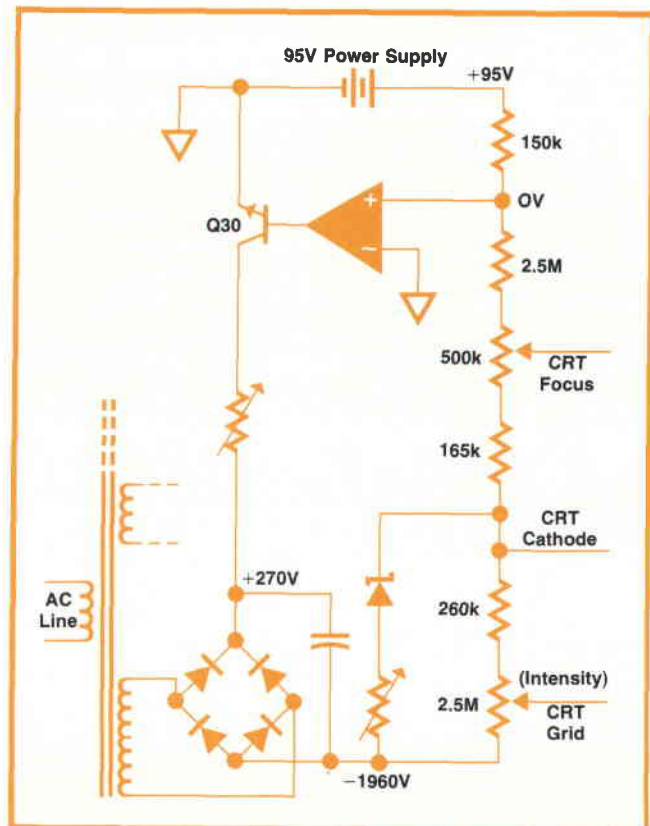 95V Power Supply
+95V
150k
+
0V
Q30
−
2.5M
500k
CRT
Focus
165k
CRT
Cathode
+270V
AC
Line
260k
(Intensity)
2.5M
CRT
Grid
−1960V